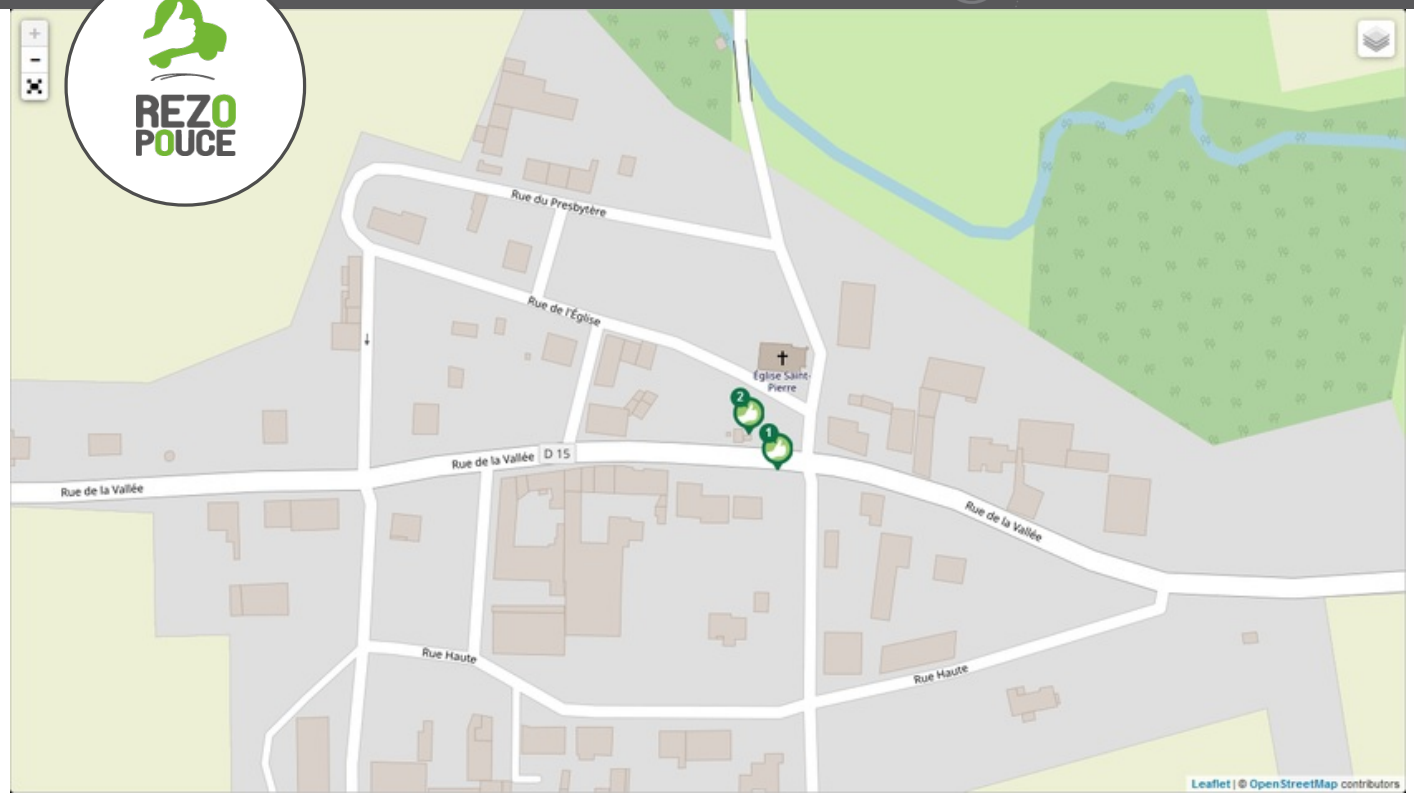 +
-
REZO
POUCE
Rue du Presbytère
Rue de l'Église
Église Saint-
Pierre
2
1
Rue de la Vallée
D 15
Rue de la Vallée
Rue de la Vallée
Rue Haute
Rue Haute
Leaflet | © OpenStreetMap contributors